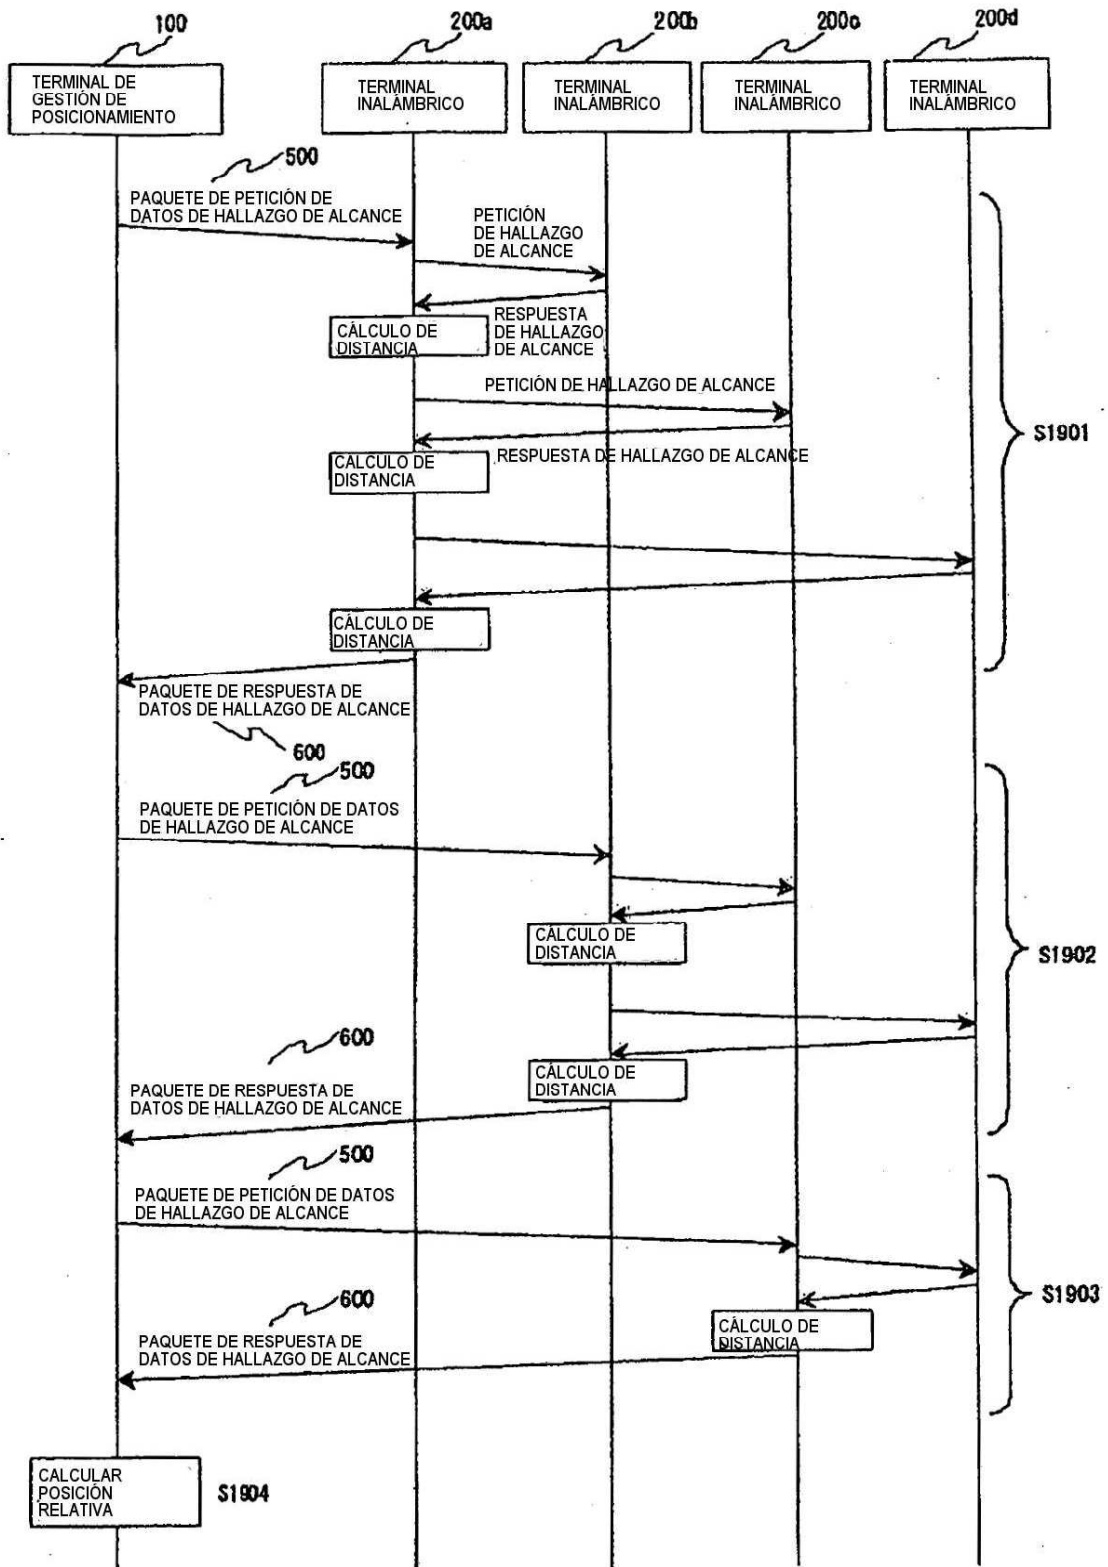 100
200a
200b
200c
200d
TERMINAL DE
GESTIÓN DE
POSICIONAMIENTO
TERMINAL
INALÁMBRICO
TERMINAL
INALÁMBRICO
TERMINAL
INALÁMBRICO
TERMINAL
INALÁMBRICO
500
PAQUETE DE PETICIÓN DE
DATOS DE HALLAZGO DE ALCANCE
PETICIÓN
DE HALLAZGO
DE ALCANCE
RESPUESTA
DE HALLAZGO
DE ALCANCE
CÁLCULO DE
DISTANCIA
PETICIÓN DE HALLAZGO DE ALCANCE
S1901
RESPUESTA DE HALLAZGO DE ALCANCE
CÁLCULO DE
DISTANCIA
CÁLCULO DE
DISTANCIA
PAQUETE DE RESPUESTA DE
DATOS DE HALLAZGO DE ALCANCE
600
500
PAQUETE DE PETICIÓN DE DATOS
DE HALLAZGO DE ALCANCE
CÁLCULO DE
DISTANCIA
S1902
600
CÁLCULO DE
DISTANCIA
PAQUETE DE RESPUESTA DE
DATOS DE HALLAZGO DE ALCANCE
500
PAQUETE DE PETICIÓN DE DATOS
DE HALLAZGO DE ALCANCE
600
S1903
CÁLCULO DE
DISTANCIA
PAQUETE DE RESPUESTA DE
DATOS DE HALLAZGO DE ALCANCE
CALCULAR
POSICIÓN
RELATIVA
S1904